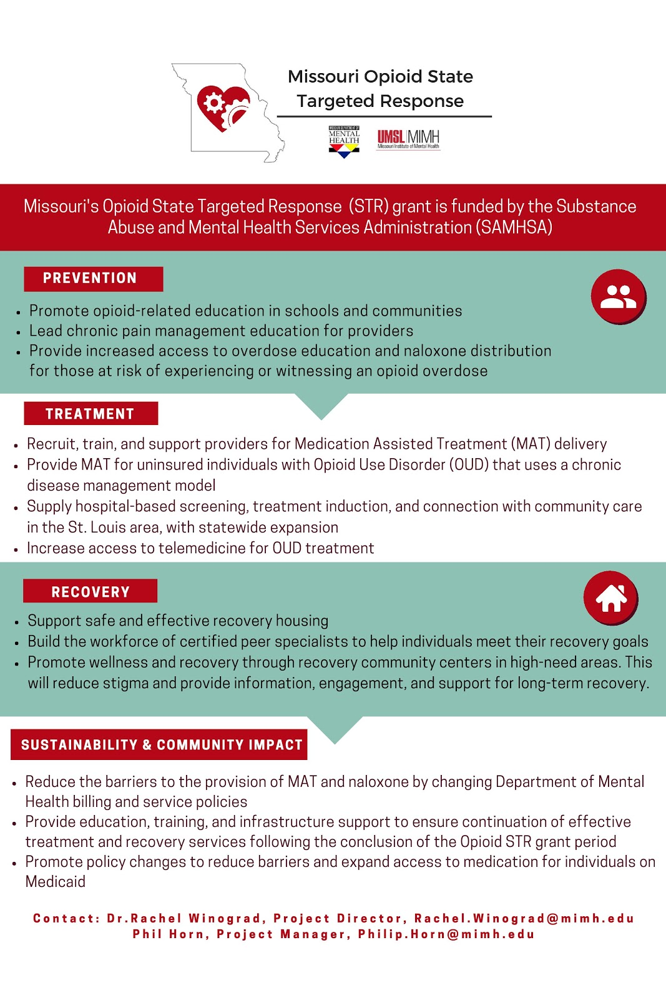 Missouri Opioid State
Targeted Response
MISSOURI DEPARTMENT OF
MENTAL
HEALTH
UMSL|MIMH
Missouri Institute of Mental Health
Missouri's Opioid State Targeted Response (STR) grant is funded by the Substance
Abuse and Mental Health Services Administration (SAMHSA)
PREVENTION
• Promote opioid-related education in schools and communities
• Lead chronic pain management education for providers
• Provide increased access to overdose education and naloxone distribution
for those at risk of experiencing or witnessing an opioid overdose
TREATMENT
• Recruit, train, and support providers for Medication Assisted Treatment (MAT) delivery
• Provide MAT for uninsured individuals with Opioid Use Disorder (OUD) that uses a chronic
disease management model
• Supply hospital-based screening, treatment induction, and connection with community care
in the St. Louis area, with statewide expansion
• Increase access to telemedicine for OUD treatment
RECOVERY
• Support safe and effective recovery housing
• Build the workforce of certified peer specialists to help individuals meet their recovery goals
• Promote wellness and recovery through recovery community centers in high-need areas. This
will reduce stigma and provide information, engagement, and support for long-term recovery.
SUSTAINABILITY & COMMUNITY IMPACT
• Reduce the barriers to the provision of MAT and naloxone by changing Department of Mental
Health billing and service policies
• Provide education, training, and infrastructure support to ensure continuation of effective
treatment and recovery services following the conclusion of the Opioid STR grant period
• Promote policy changes to reduce barriers and expand access to medication for individuals on
Medicaid
Contact: Dr.Rachel Winograd, Project Director, Rachel.Winograd@mimh.edu
Phil Horn, Project Manager, Philip.Horn@mimh.edu